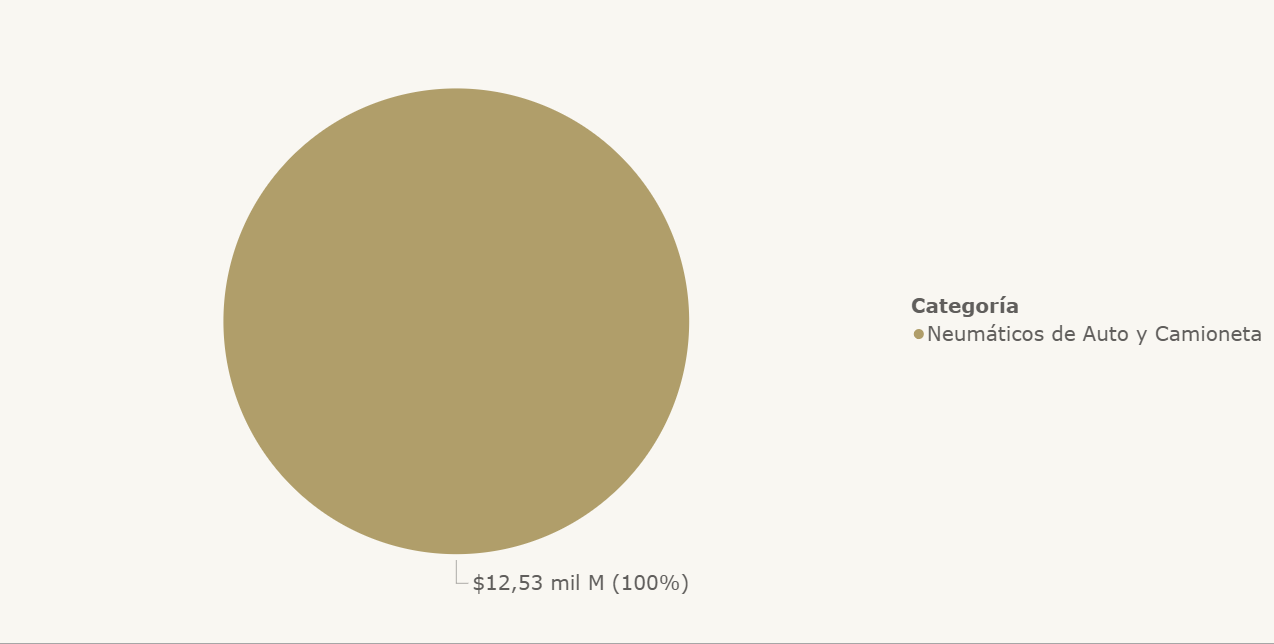 Categoría
Neumáticos de Auto y Camioneta
$12,53 mil M (100%)